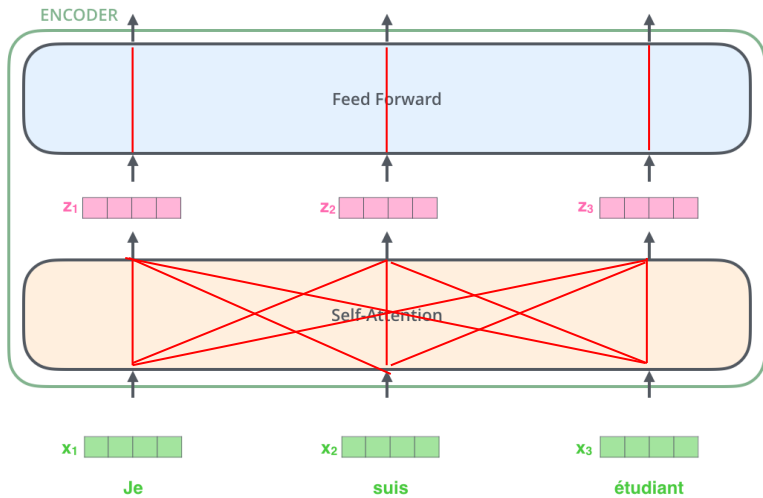 ENCODER
Feed Forward
z₁ z₂ z₃
Self-Attention
x₁ x₂ x₃
Je suis étudiant